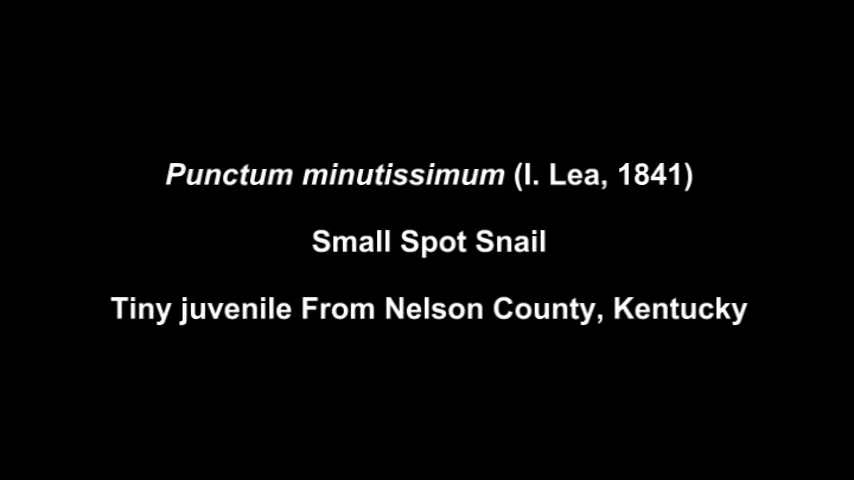 Punctum minutissimum (I. Lea, 1841)
Small Spot Snail
Tiny juvenile From Nelson County, Kentucky